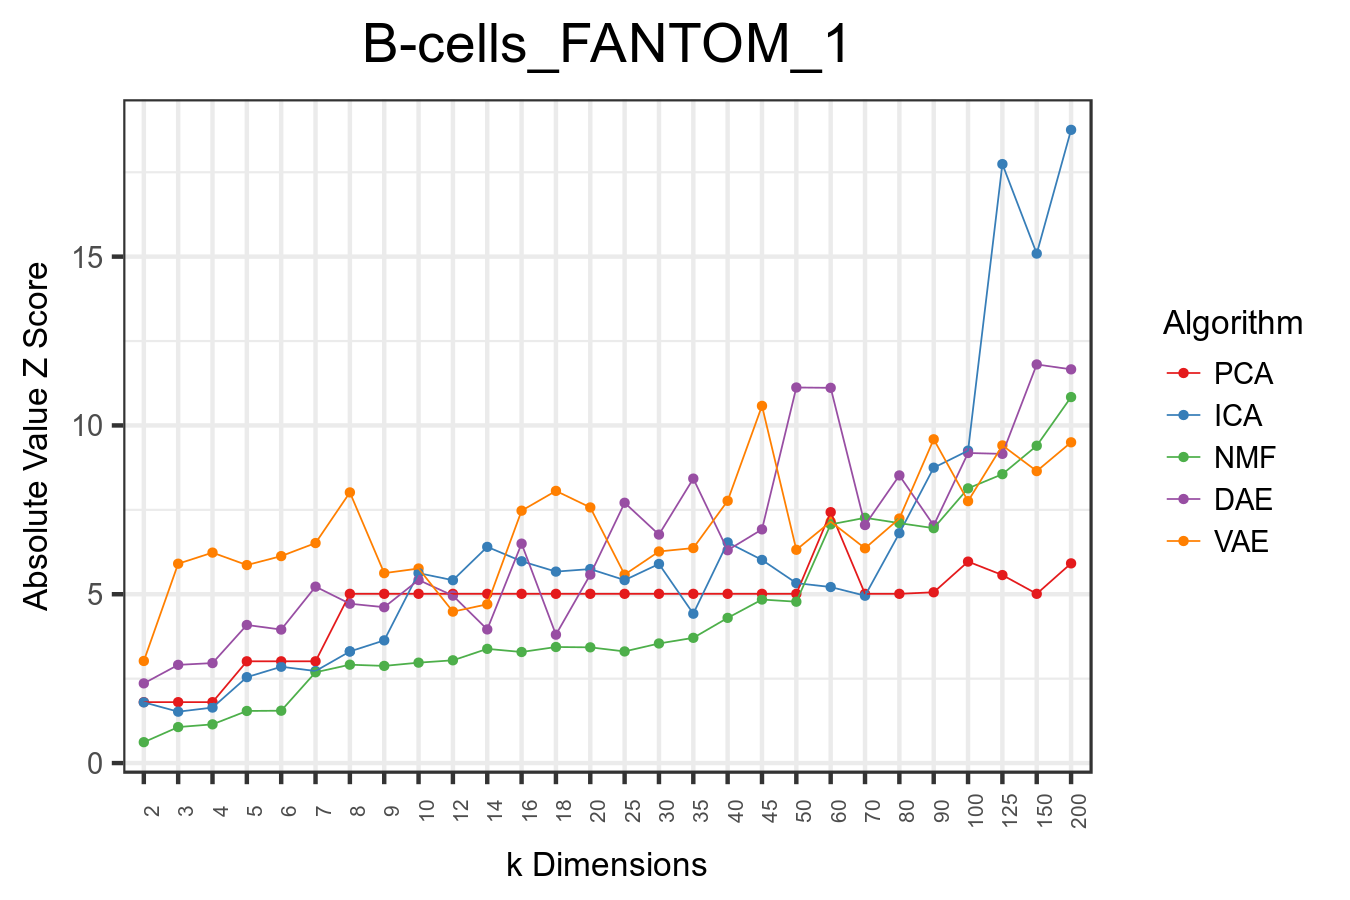 B-cells_FANTOM_1
Absolute Value Z Score
15
10
5
0
2 3 4 5 6 7 8 9 10 12 14 16 18 20 25 30 35 40 45 50 60 70 80 90 100 125 150 200
k Dimensions
Algorithm
PCA
ICA
NMF
DAE
VAE